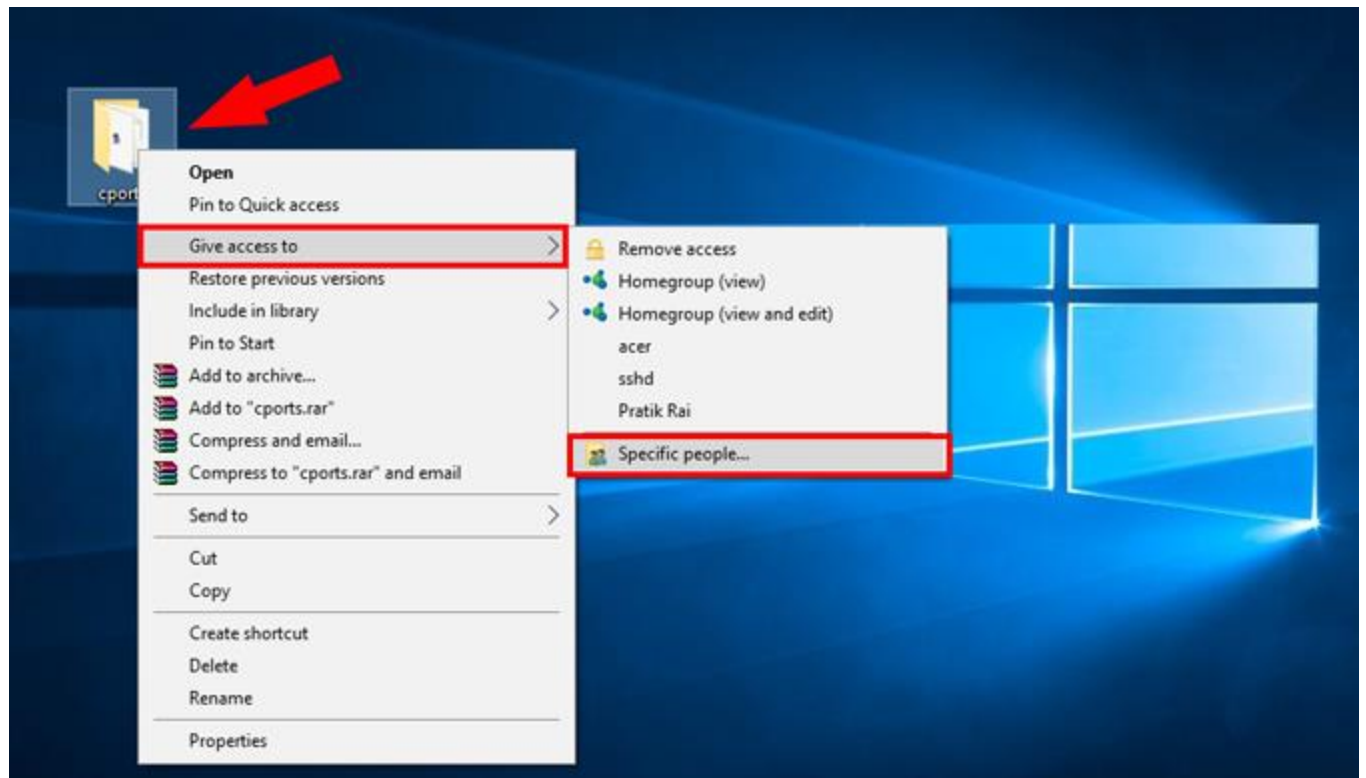 cport
Open
Pin to Quick access
Give access to
Restore previous versions
Include in library
Pin to Start
Add to archive...
Add to "cports.rar"
Compress and email...
Compress to "cports.rar" and email
Send to
Cut
Copy
Create shortcut
Delete
Rename
Properties
Remove access
Homegroup (view)
Homegroup (view and edit)
acer
sshd
Pratik Rai
Specific people...